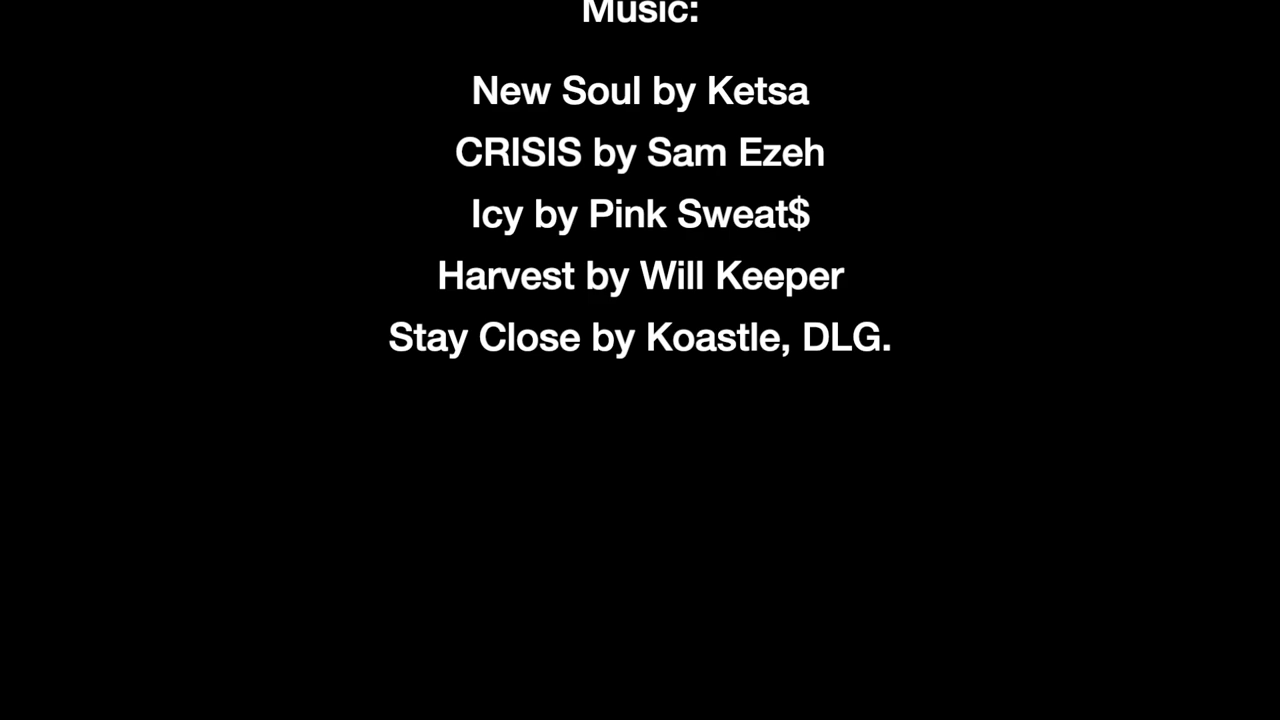 Music:
New Soul by Ketsa
CRISIS by Sam Ezeh
Icy by Pink Sweat$
Harvest by Will Keeper
Stay Close by Koastle, DLG.